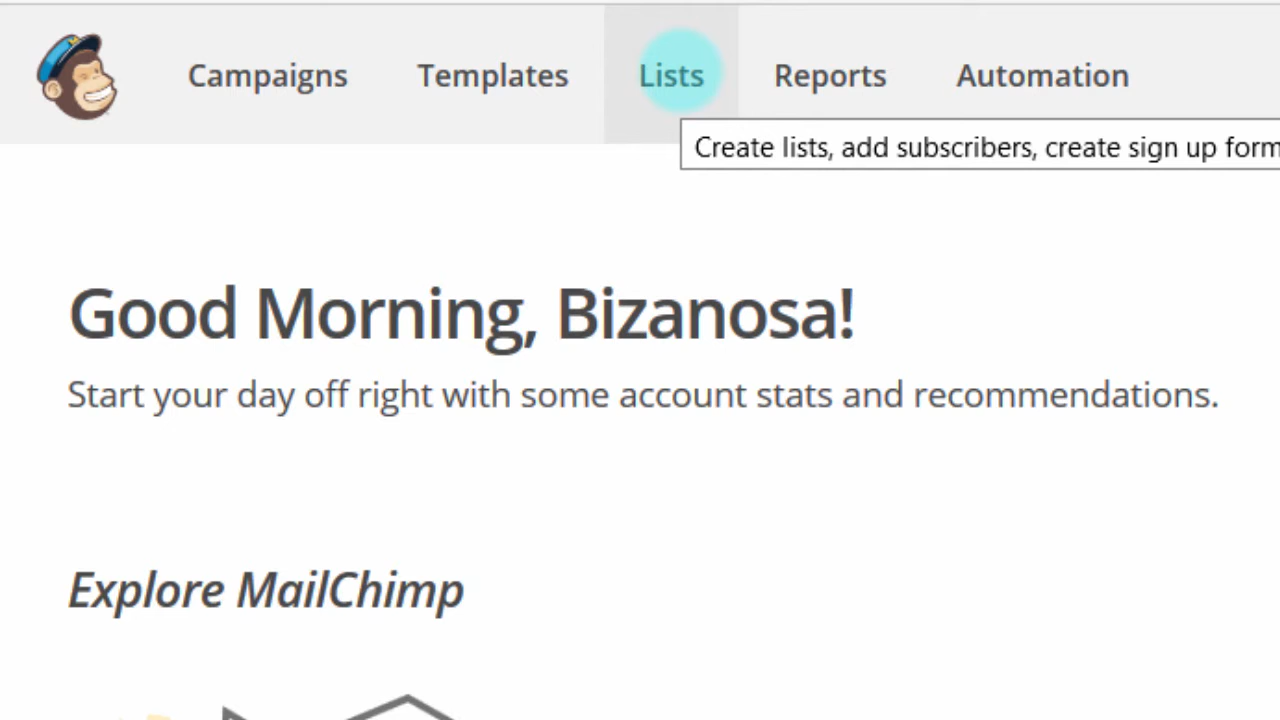 Campaigns Templates Lists Reports Automation
Create lists, add subscribers, create sign up form
Good Morning, Bizanosa!
Start your day off right with some account stats and recommendations.
Explore MailChimp